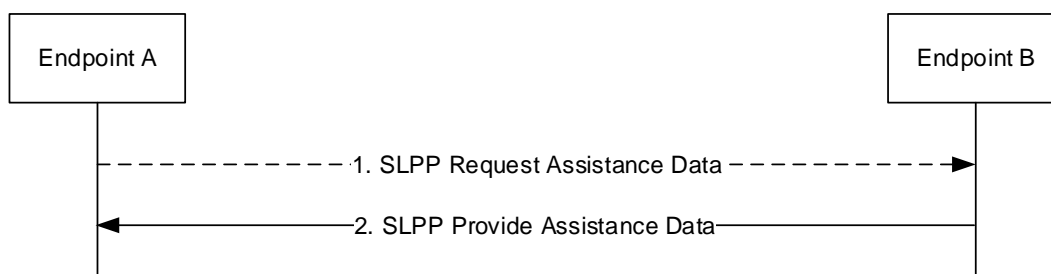 Endpoint A
Endpoint B
1. SLPP Request Assistance Data
2. SLPP Provide Assistance Data